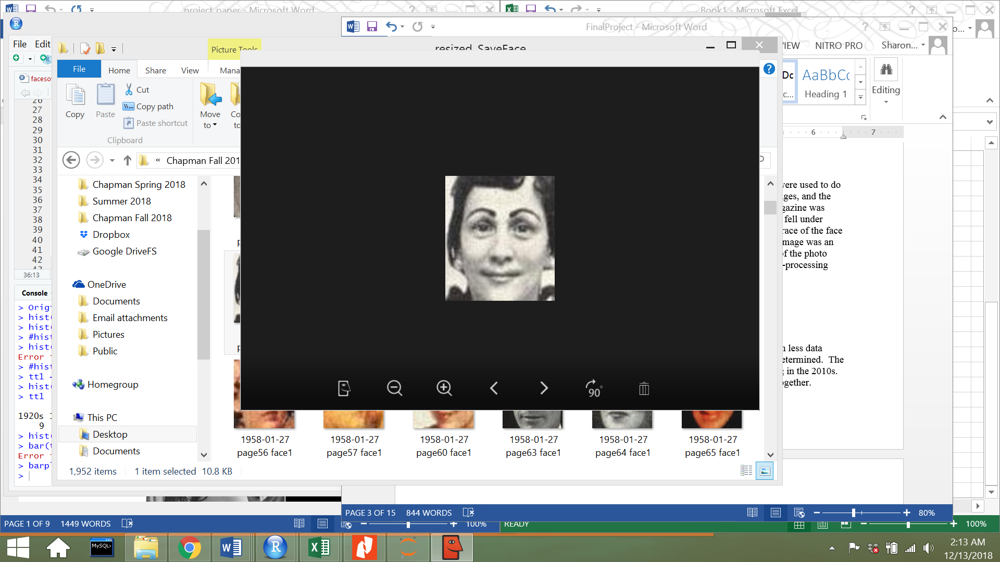 project_paper - Microsoft Word
Book1 - Microsoft Excel
FinalProject - Microsoft Word
File Edit
Picture Tools
resized_SaveFace
VIEW NITRO PRO Sharon...
File Home Share View Mana
Copy
Paste
Cut
Copy path
Paste shortcut
Move
to
Co
to
Clipboard
AaBbCc
Heading 1
Editing
faceso
26
27
28
29
30
31
32
33
34
35
36
37
38
39
40
41
42
36:13
6 7
« Chapman Fall 201
Chapman Spring 2018
Summer 2018
Chapman Fall 2018
Dropbox
Google DriveFS
OneDrive
Documents
Email attachments
Pictures
Public
Homegroup
This PC
Desktop
Documents
Console
> Orig
> hist(
> hist(
> #hist
> hist(
Error
> #hist
> tt1
> hist(
> tt1
1920s
9
> hist(
> bar(t
Error
> barpl
>
were used to do
ges, and the
gazine was
fell under
race of the face
mage was an
of the photo
-processing
less data
etermined. The
in the 2010s.
ogether.
90°
1958-01-27
page56 face1
1958-01-27
page57 face1
1958-01-27
page60 face1
1958-01-27
page63 face1
1958-01-27
page64 face1
1958-01-27
page65 face1
1,952 items 1 item selected 10.8 KB
PAGE 3 OF 15 844 WORDS 80%
PAGE 1 OF 9 1449 WORDS 100%
READY 100%
MySQL>
2:13 AM
12/13/2018